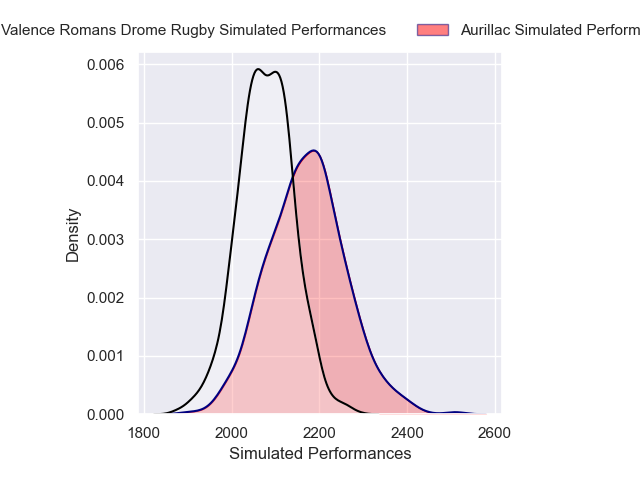 Valence Romans Drome Rugby Simulated Performances Aurillac Simulated Perform
0.006
0.005
0.004
0.003
0.002
0.001
0.000
Density
1800 2000 2200 2400 2600
Simulated Performances